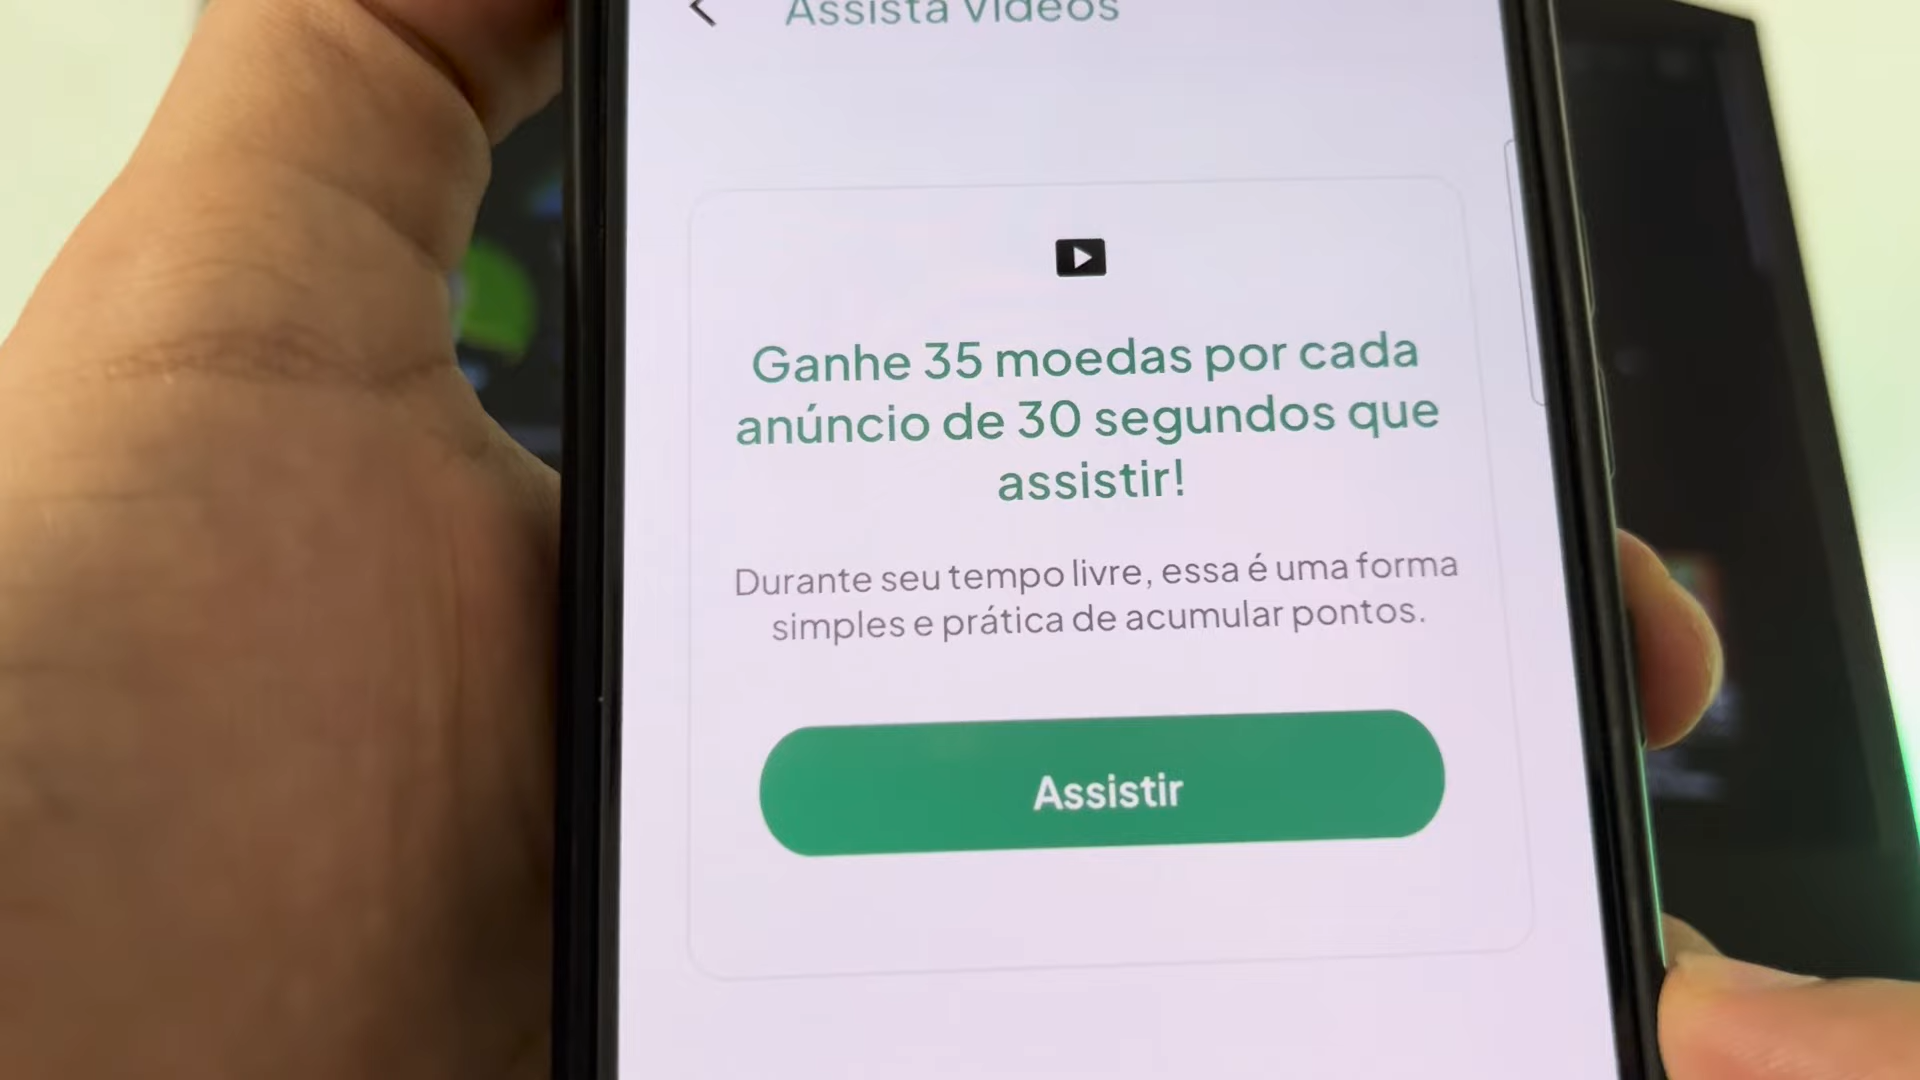 Assista Vídeos
Ganhe 35 moedas por cada
anúncio de 30 segundos que
assistir!
Durante seu tempo livre, essa é uma forma
simples e prática de acumular pontos.
Assistir